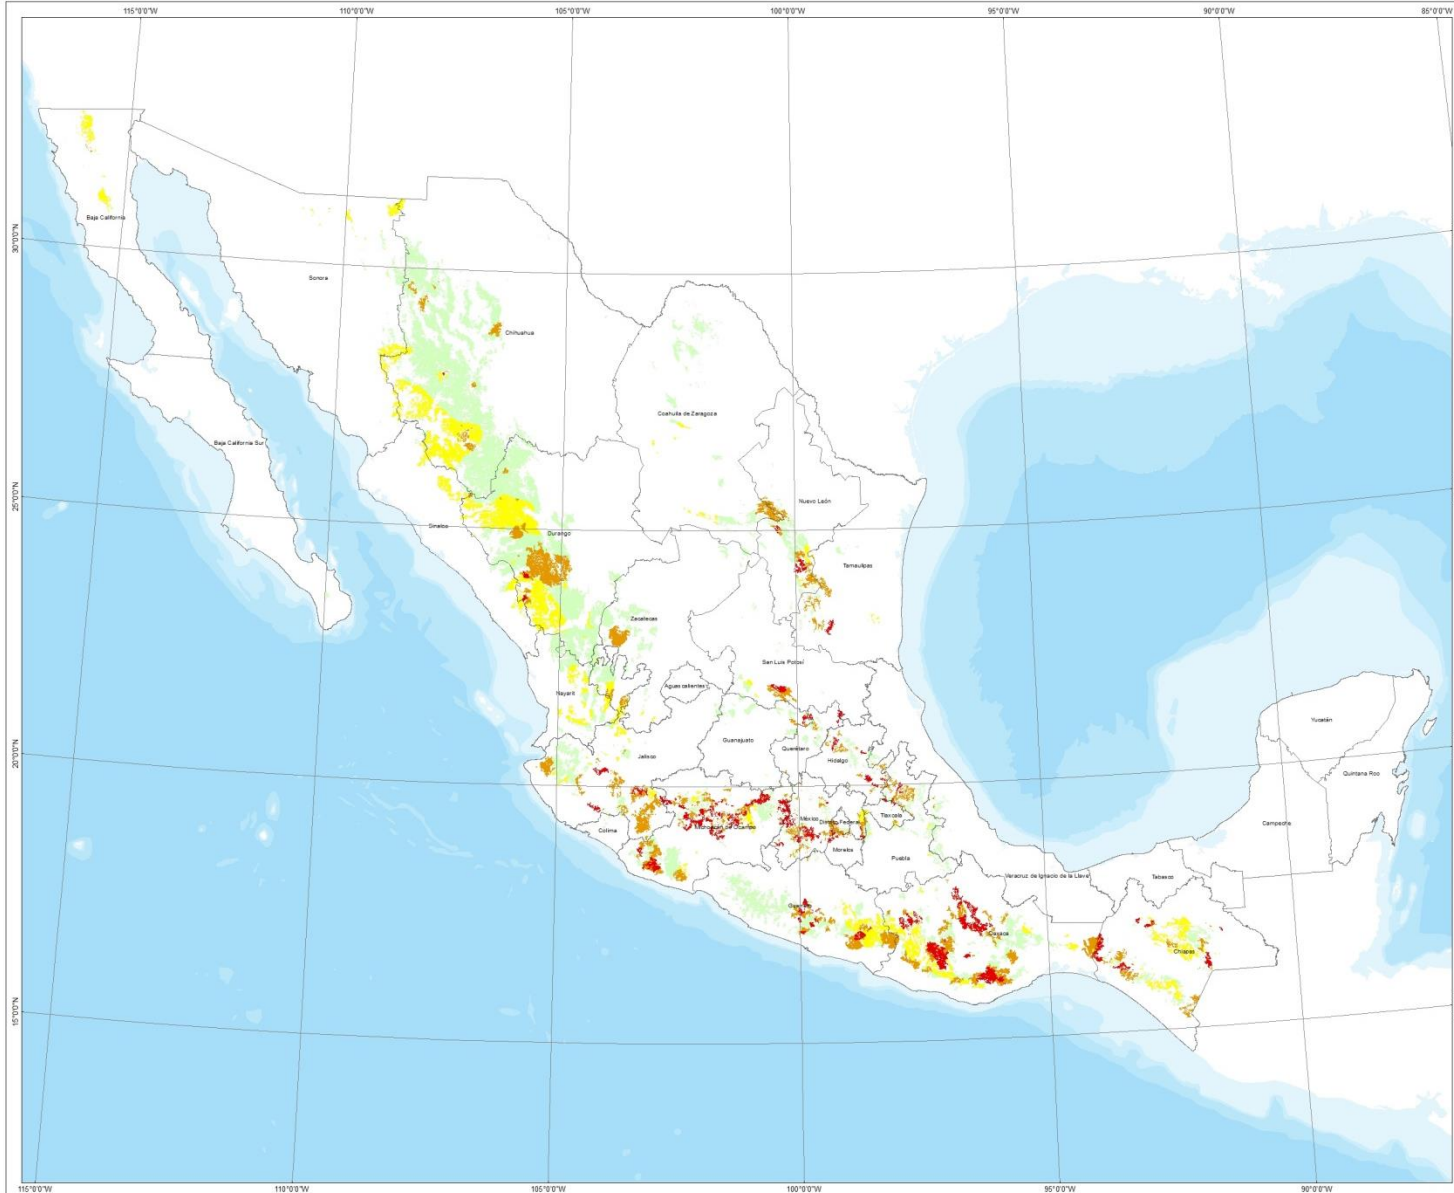 115°0'0"W
110°0'0"W
105°0'0"W
100°0'0"W
95°0'0"W
90°0'0"W
85°0'0"W
Baja California
30°0'0"N
Sonora
Chihuahua
Coahuila de Zaragoza
Baja California Sur
25°0'0"N
Nuevo León
Sinaloa
Durango
Tamaulipas
Zacatecas
San Luis Potosí
Aguascalientes
Nayarit
Yucatán
Guanajuato
20°0'0"N
Querétaro
Jalisco
Hidalgo
Quintana Roo
Tlaxcala
México
Distrito Federal
Michoacán de Ocampo
Colima
Campeche
Morelos
Puebla
Veracruz de Ignacio de la Llave
Tabasco
Guerrero
Oaxaca
Chiapas
15°0'0"N
115°0'0"W
110°0'0"W
105°0'0"W
100°0'0"W
95°0'0"W
90°0'0"W